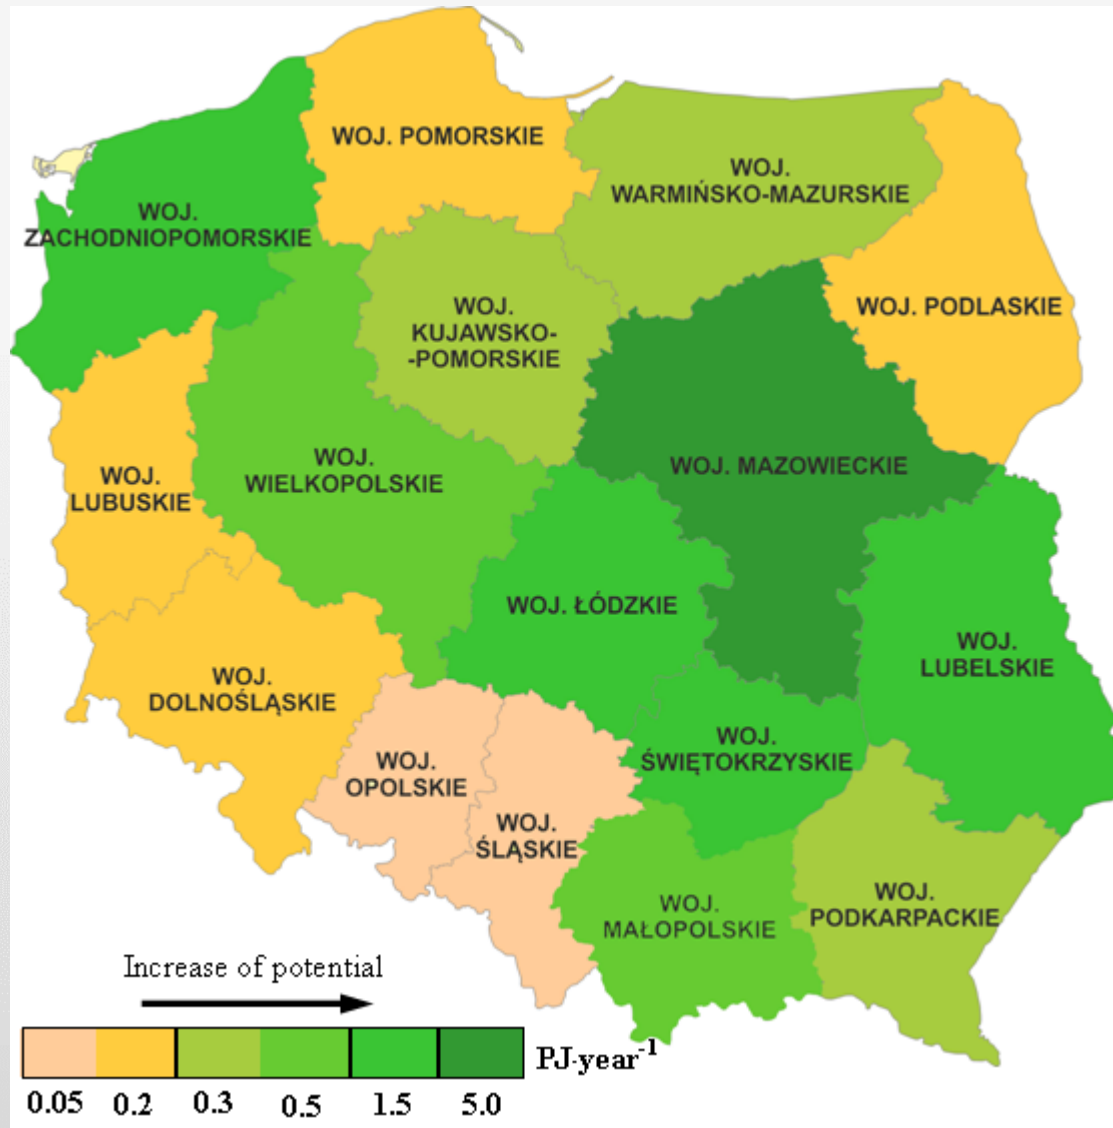 WOJ. POMORSKIE
WOJ.
WARMIŃSKO-MAZURSKIE
WOJ.
ZACHODNIOPOMORSKIE
WOJ. PODLASKIE
WOJ.
KUJAWSKO-
-POMORSKIE
WOJ.
LUBUSKIE
WOJ.
WIELKOPOLSKIE
WOJ. MAZOWIECKIE
WOJ. ŁÓDZKIE
WOJ.
LUBELSKIE
WOJ.
DOLNOŚLĄSKIE
WOJ.
OPOLSKIE
WOJ.
ŚLĄSKIE
WOJ.
ŚWIĘTOKRZYSKIE
WOJ.
MAŁOPOLSKIE
WOJ.
PODKARPACKIE
Increase of potential
PJ·year⁻¹
0.05 0.2 0.3 0.5 1.5 5.0